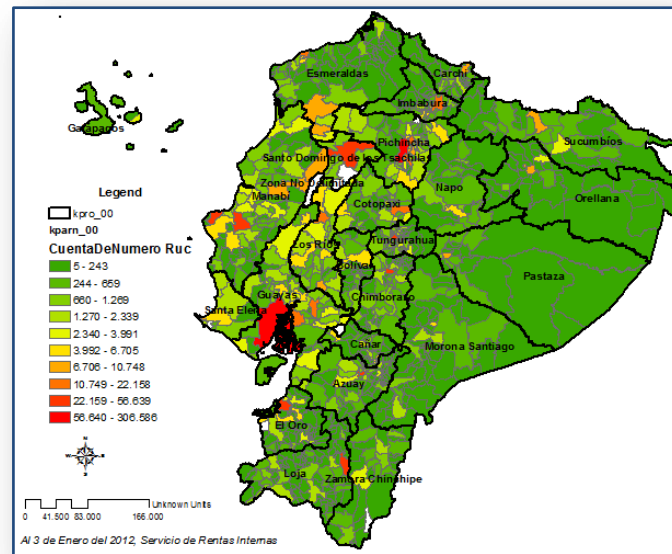 Esmeraldas
Carchi
Imbabura
Galapagos
Sucumbios
Pichincha
Santo Domingo de los Tsachilas
Orellana
Zona No Delimitada
Napo
Manabi
Cotopaxi
Tungurahua
Los Rios
Bolivar
Pastaza
Chimborazo
Guayas
Santa Elena
Cañar
Morona Santiago
Azuay
El Oro
Loja
Zamora Chinchipe
Legend
kpro_00
kparn_00
CuentaDeNumero Ruc
5 - 243
244 - 659
660 - 1.269
1.270 - 2.339
2.340 - 3.991
3.992 - 6.705
6.706 - 10.748
10.749 - 22.158
22.159 - 56.639
56.640 - 306.586
N
W E
S
Unknown Units
0 41.500 83.000 166.000
Al 3 de Enero del 2012, Servicio de Rentas Internas